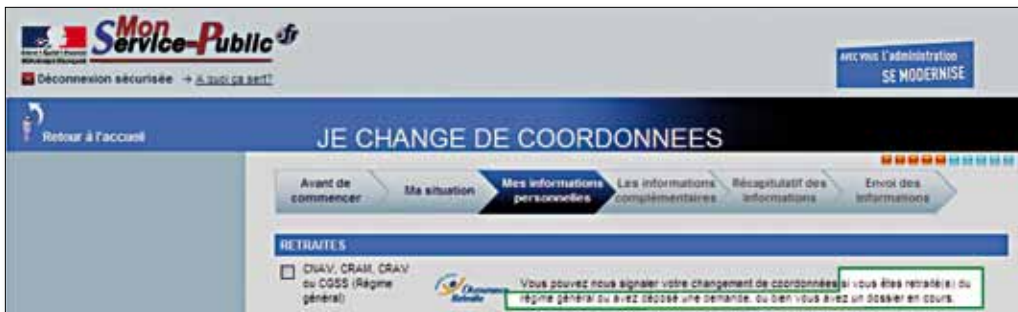 Mon
Service-Public.fr
Déconnexion sécurisée → A quoi ça sert?
AVEC VOUS l'administration
SE MODERNISE
Retour à l'accueil
JE CHANGE DE COORDONNEES
Avant de commencer
Ma situation
Mes informations personnelles
Les informations complémentaires
Récapitulatif des informations
Envoi des informations
RETRAITES
CNAV, CRAM, CRAV
ou CGSS (Régime
général)
l'Assurance
Retraite
Vous pouvez nous signaler votre changement de coordonnées si vous êtes retraité(e) du
régime général ou avez déposé une demande, ou bien vous avez un dossier en cours.